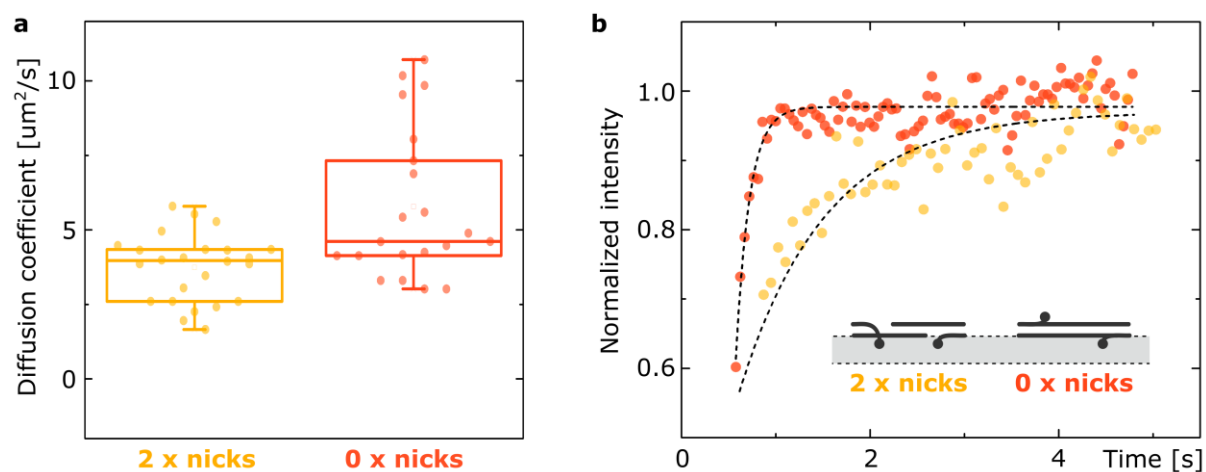 a
Diffusion coefficient [um²/s]
10
5
0
2 x nicks
0 x nicks
b
Normalized intensity
1.0
0.8
0.6
2 x nicks
0 x nicks
0
2
4
Time [s]